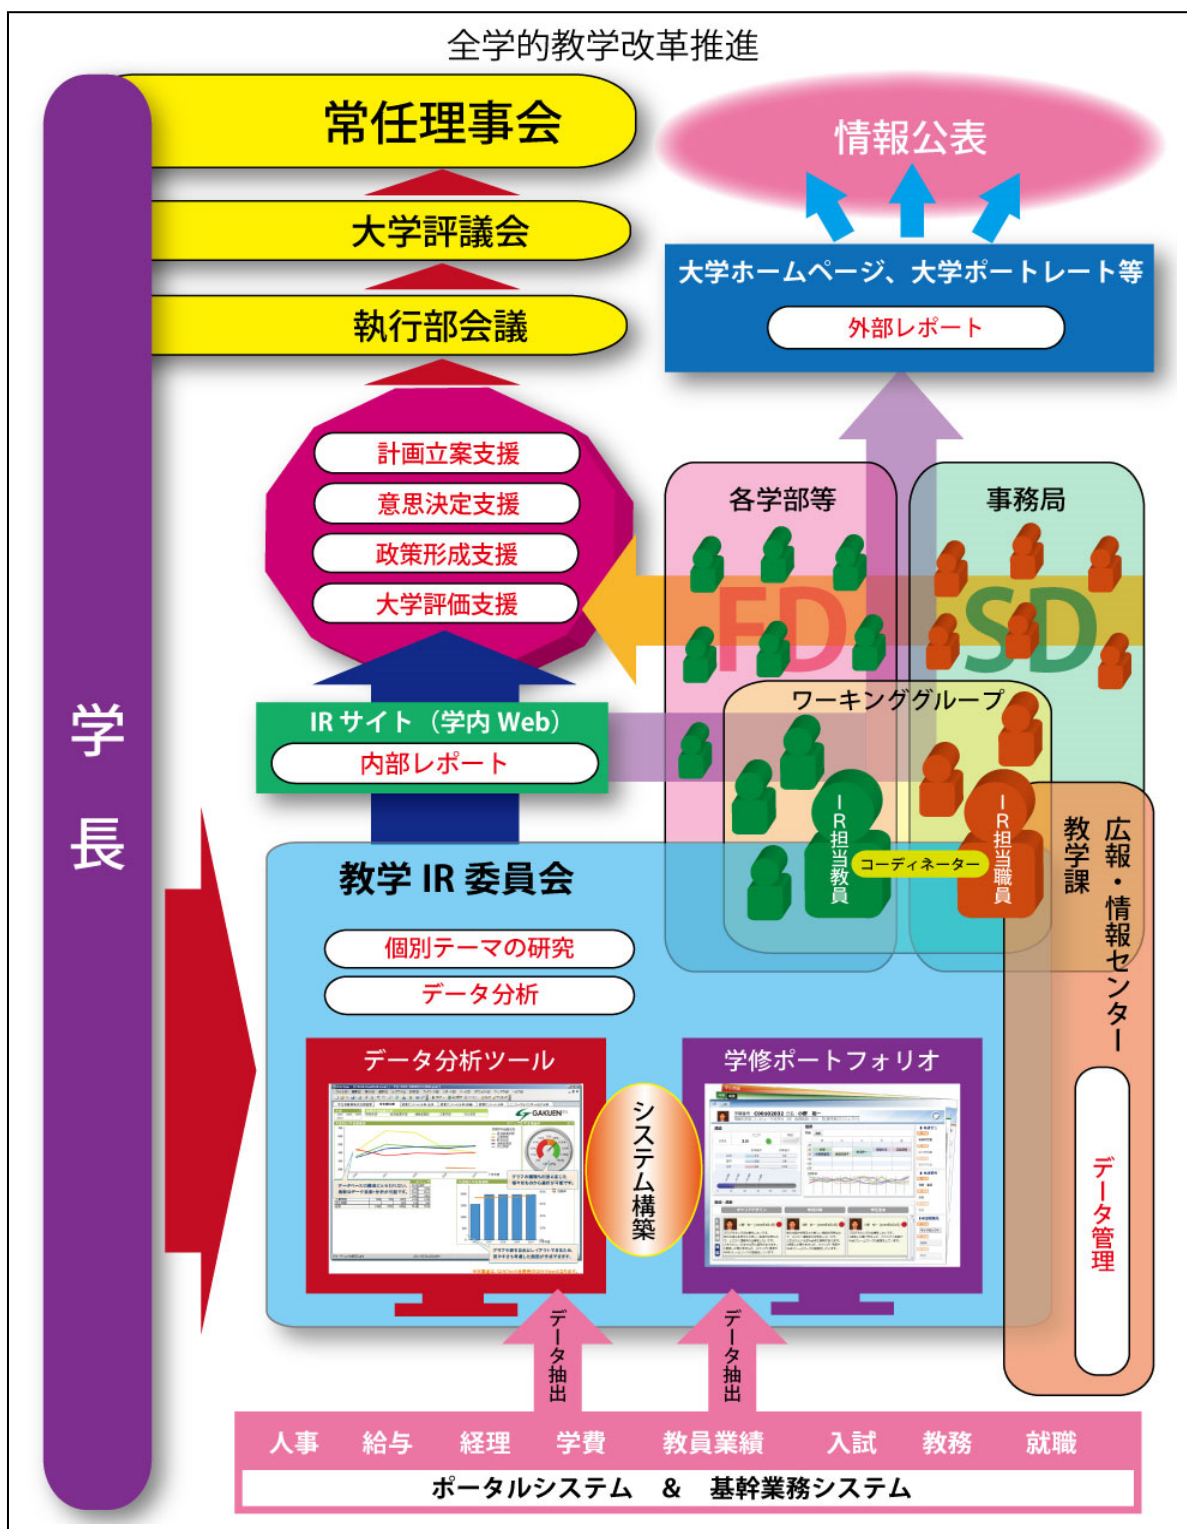 全学的教学改革推進
常任理事会
大学評議会
執行部会議
情報公表
大学ホームページ、大学ポートレート等
外部レポート
計画立案支援
意思決定支援
政策形成支援
大学評価支援
各学部等
事務局
FD
SD
IRサイト（学内Web）
内部レポート
ワーキンググループ
IR担当教員
コーディネーター
IR担当職員
広報・情報センター
教学課
データ管理
学長
教学IR委員会
個別テーマの研究
データ分析
データ分析ツール
GAKUEN
システム構築
学修ポートフォリオ
データ抽出
データ抽出
人事 給与 経理 学費 教員業績 入試 教務 就職
ポータルシステム & 基幹業務システム